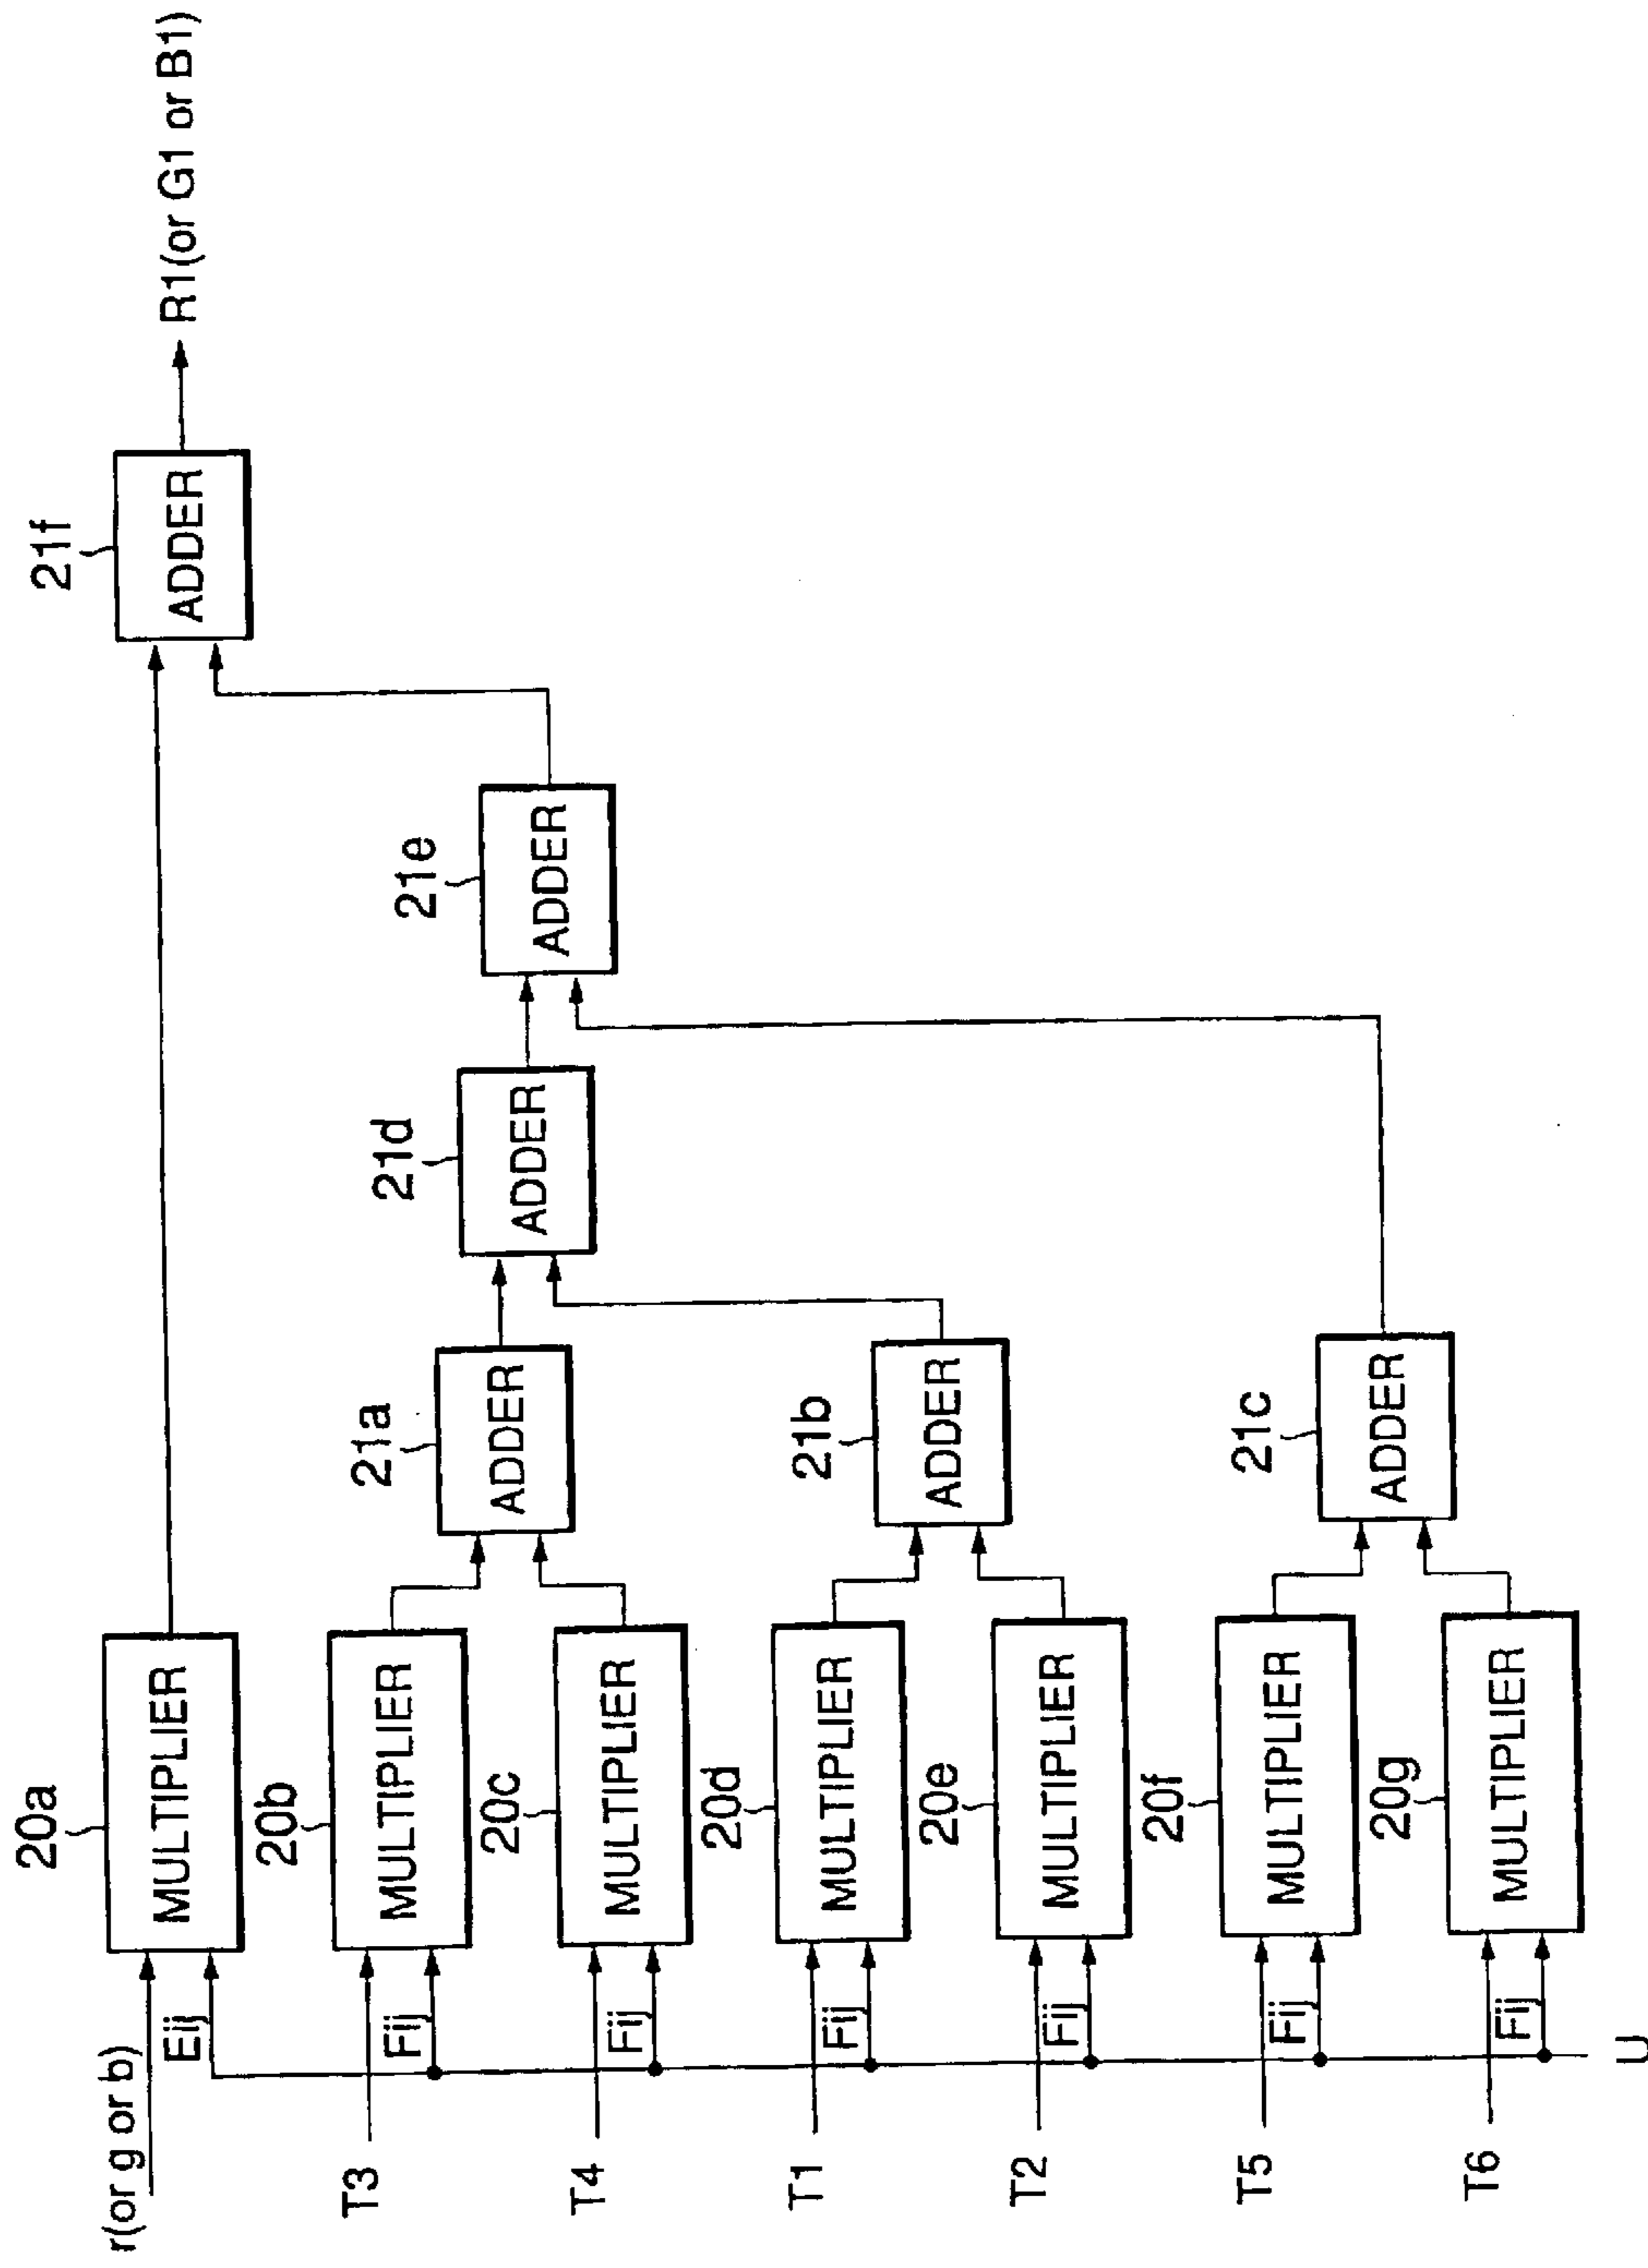 r(or g or b)
Eij
20a
MULTIPLIER
21f
ADDER
R1(or G1 or B1)
T3
Fij
20b
MULTIPLIER
T4
Fij
20c
MULTIPLIER
21a
ADDER
21d
ADDER
21e
ADDER
T1
Fij
20d
MULTIPLIER
T2
Fij
20e
MULTIPLIER
21b
ADDER
T5
Fij
20f
MULTIPLIER
T6
Fij
20g
MULTIPLIER
21c
ADDER
U